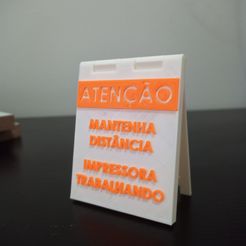 ATENÇÃO
MANTENHA
DISTÂNCIA
IMPRESSORA
TRABALHANDO